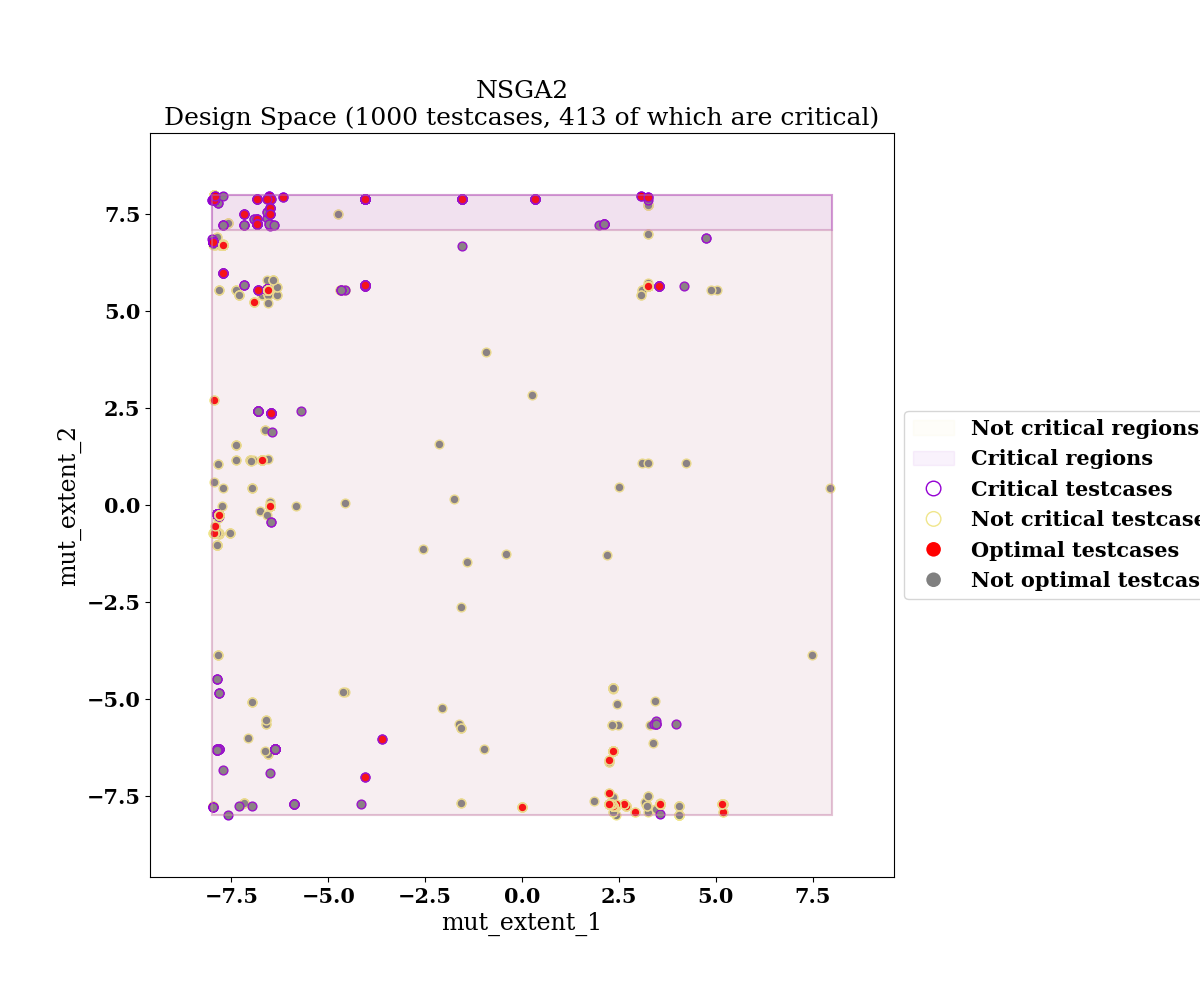 NSGA2
Design Space (1000 testcases, 413 of which are critical)
mut_extent_2
7.5
5.0
2.5
0.0
−2.5
−5.0
−7.5
−7.5 −5.0 −2.5 0.0 2.5 5.0 7.5
mut_extent_1
Not critical regions
Critical regions
Critical testcases
Not critical testcase
Optimal testcases
Not optimal testcas